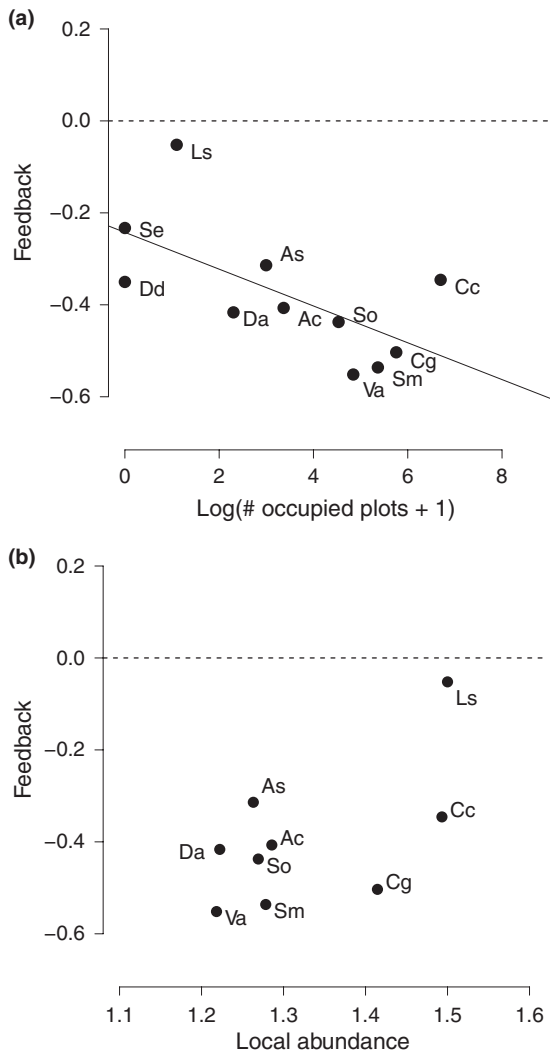 (a)
0.2
0.0
−0.2
−0.4
−0.6
Feedback
Ls
Se
As
Dd
Cc
Da
Ac
So
Cg
Sm
Va
0
2
4
6
8
Log(# occupied plots + 1)
(b)
0.2
0.0
−0.2
−0.4
−0.6
Feedback
Ls
As
Cc
Da
Ac
So
Cg
Va
Sm
1.1
1.2
1.3
1.4
1.5
1.6
Local abundance